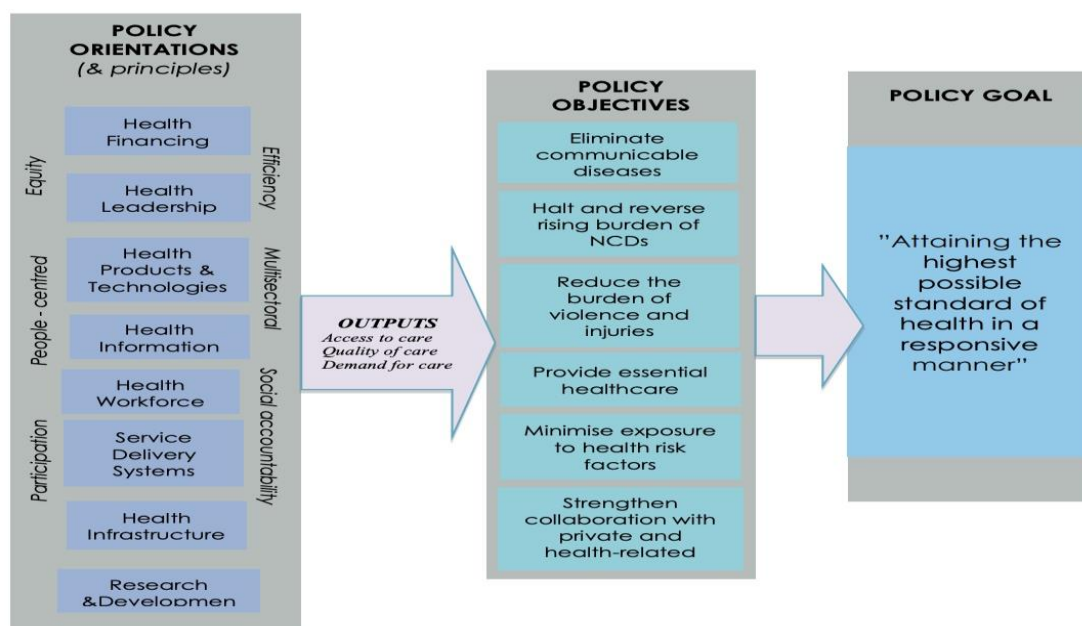 POLICY
ORIENTATIONS
(& principles)
Health
Financing
Health
Leadership
Health
Products &
Technologies
Health
Information
Health
Workforce
Service
Delivery
Systems
Health
Infrastructure
Research
&Developmen
Equity
People - centred
Participation
Efficiency
Multisectoral
Social accountability
OUTPUTS
Access to care
Quality of care
Demand for care
POLICY
OBJECTIVES
Eliminate
communicable
diseases
Halt and reverse
rising burden of
NCDs
Reduce the
burden of
violence and
injuries
Provide essential
healthcare
Minimise exposure
to health risk
factors
Strengthen
collaboration with
private and
health-related
POLICY GOAL
”Attaining the
highest
possible
standard of
health in a
responsive
manner”